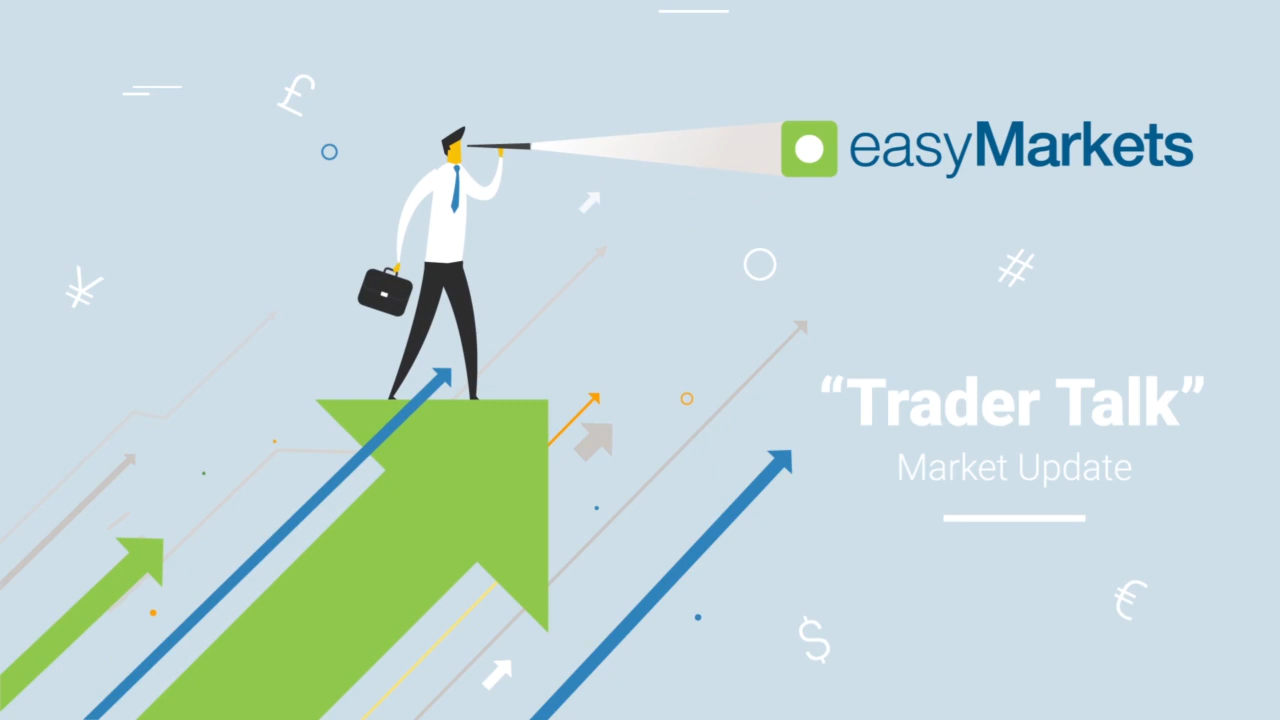 easyMarkets
“Trader Talk”
Market Update
£
¥
#
$
€